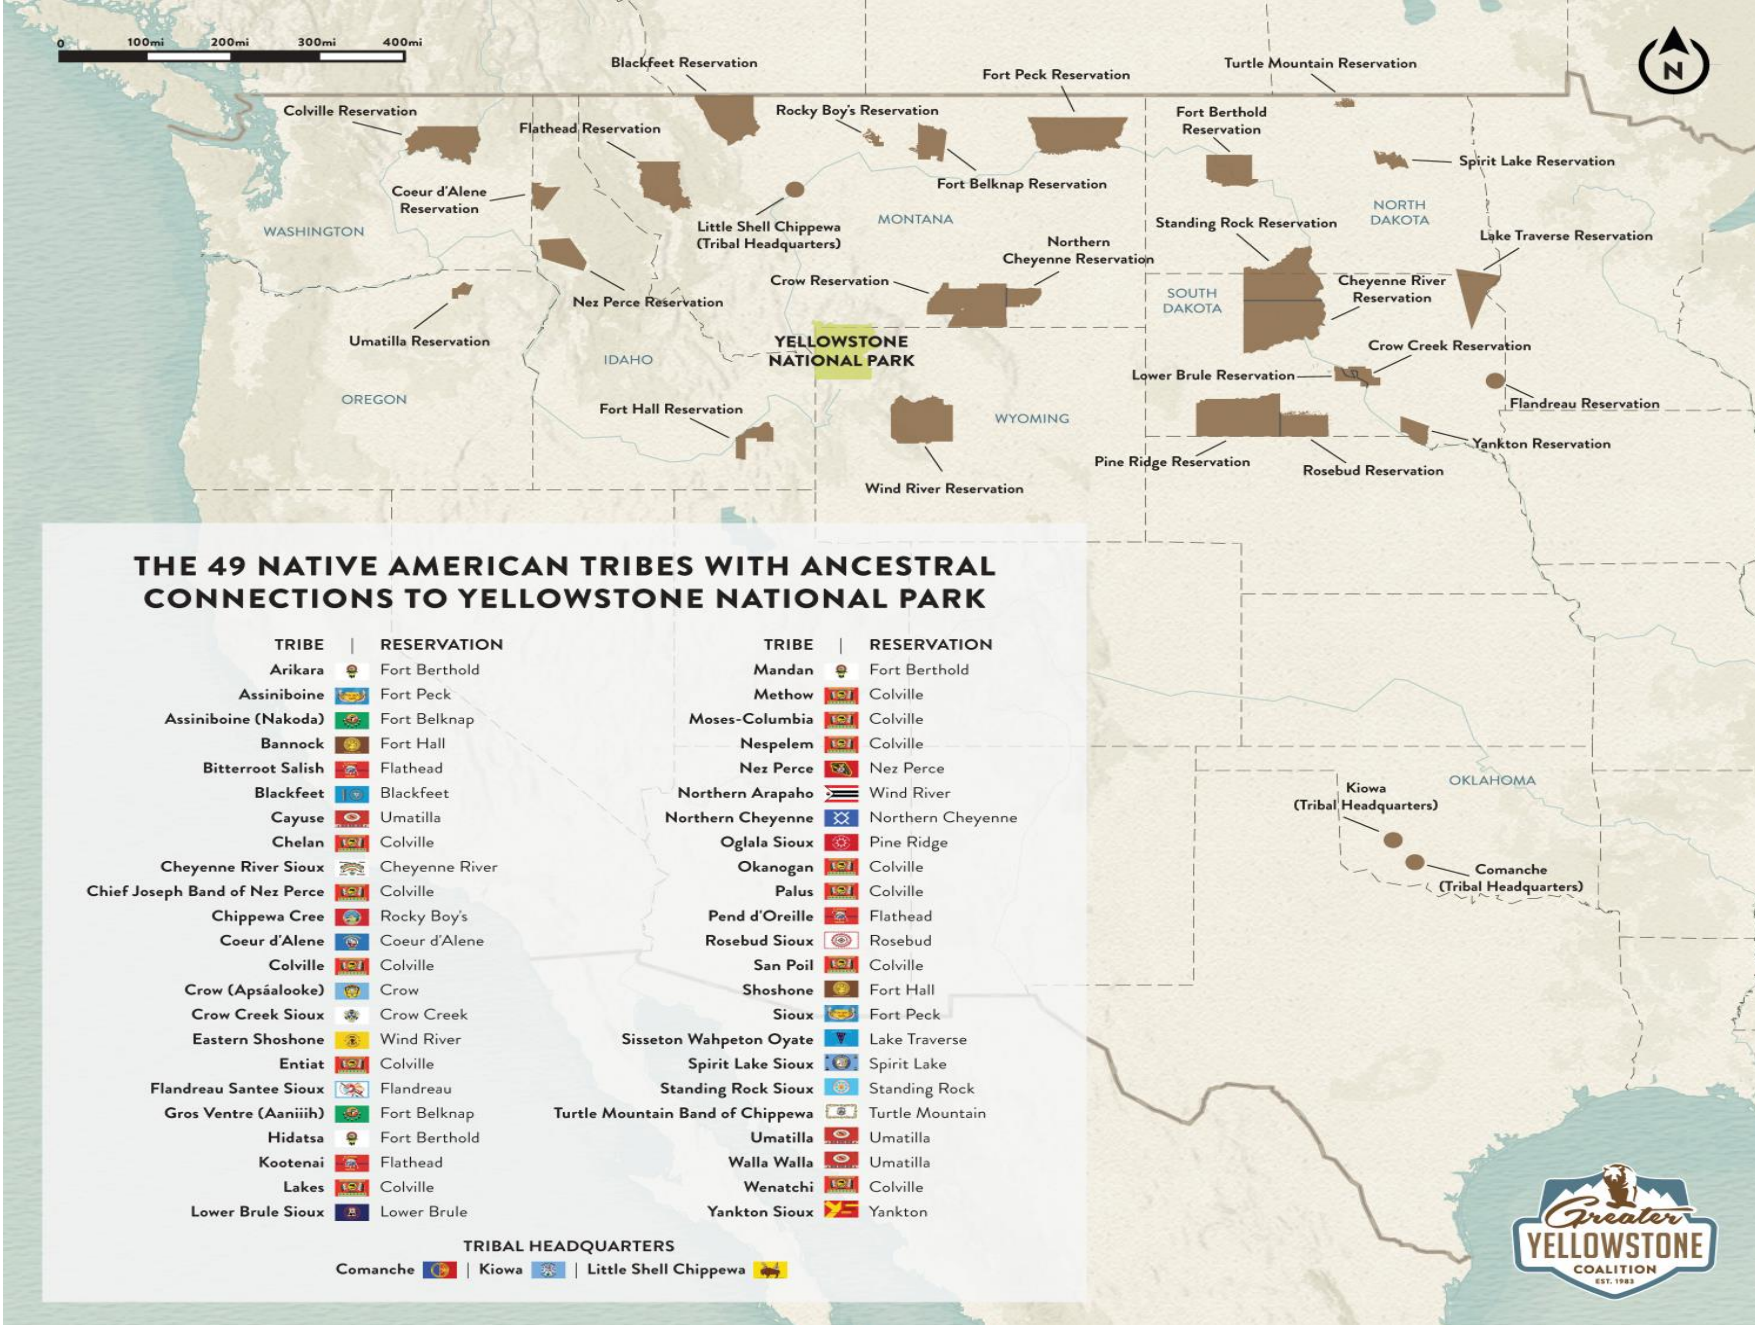 0 100mi 200mi 300mi 400mi
N
Blackfeet Reservation
Turtle Mountain Reservation
Fort Peck Reservation
Colville Reservation
Rocky Boy's Reservation
Fort Berthold
Reservation
Flathead Reservation
Spirit Lake Reservation
Fort Belknap Reservation
Coeur d'Alene
Reservation
NORTH
DAKOTA
MONTANA
WASHINGTON
Little Shell Chippewa
(Tribal Headquarters)
Standing Rock Reservation
Lake Traverse Reservation
Northern
Cheyenne Reservation
Crow Reservation
Cheyenne River
Reservation
SOUTH
DAKOTA
Nez Perce Reservation
Umatilla Reservation
YELLOWSTONE
NATIONAL PARK
Crow Creek Reservation
IDAHO
Lower Brule Reservation
OREGON
Flandreau Reservation
Fort Hall Reservation
WYOMING
Yankton Reservation
Pine Ridge Reservation
Rosebud Reservation
Wind River Reservation
THE 49 NATIVE AMERICAN TRIBES WITH ANCESTRAL
CONNECTIONS TO YELLOWSTONE NATIONAL PARK
TRIBE | RESERVATION
Arikara Fort Berthold
Assiniboine Fort Peck
Assiniboine (Nakoda) Fort Belknap
Bannock Fort Hall
Bitterroot Salish Flathead
Blackfeet Blackfeet
Cayuse Umatilla
Chelan Colville
Cheyenne River Sioux Cheyenne River
Chief Joseph Band of Nez Perce Colville
Chippewa Cree Rocky Boy's
Coeur d'Alene Coeur d'Alene
Colville Colville
Crow (Apsáalooke) Crow
Crow Creek Sioux Crow Creek
Eastern Shoshone Wind River
Entiat Colville
Flandreau Santee Sioux Flandreau
Gros Ventre (Aaniiih) Fort Belknap
Hidatsa Fort Berthold
Kootenai Flathead
Lakes Colville
Lower Brule Sioux Lower Brule
TRIBE | RESERVATION
Mandan Fort Berthold
Methow Colville
Moses-Columbia Colville
Nespelem Colville
Nez Perce Nez Perce
Northern Arapaho Wind River
Northern Cheyenne Northern Cheyenne
Oglala Sioux Pine Ridge
Okanogan Colville
Palus Colville
Pend d'Oreille Flathead
Rosebud Sioux Rosebud
San Poil Colville
Shoshone Fort Hall
Sioux Fort Peck
Sisseton Wahpeton Oyate Lake Traverse
Spirit Lake Sioux Spirit Lake
Standing Rock Sioux Standing Rock
Turtle Mountain Band of Chippewa Turtle Mountain
Umatilla Umatilla
Walla Walla Umatilla
Wenatchi Colville
Yankton Sioux Yankton
TRIBAL HEADQUARTERS
Comanche | Kiowa | Little Shell Chippewa
OKLAHOMA
Kiowa
(Tribal Headquarters)
Comanche
(Tribal Headquarters)
Greater
YELLOWSTONE
COALITION
EST. 1983